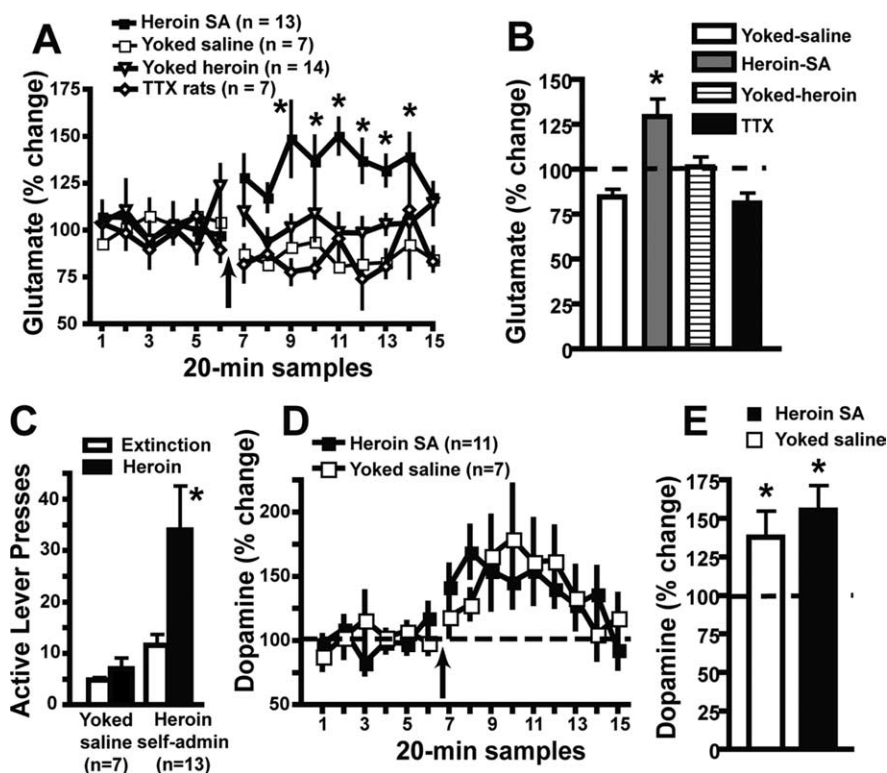 A
Heroin SA (n = 13)
Yoked saline (n = 7)
Yoked heroin (n = 14)
TTX rats (n = 7)
Glutamate (% change)
175
150
125
100
75
50
* * * * * *
1 3 5 7 9 11 13 15
20-min samples
B
Yoked-saline
Heroin-SA
Yoked-heroin
TTX
Glutamate (% change)
150
125
100
75
50
25
0
*
C
Extinction
Heroin
Active Lever Presses
40
30
20
10
0
*
Yoked Heroin
saline self-admin
(n=7) (n=13)
D
Heroin SA (n=11)
Yoked saline (n=7)
Dopamine (% change)
200
150
100
50
1 3 5 7 9 11 13 15
20-min samples
E
Heroin SA
Yoked saline
Dopamine (% change)
175
150
125
100
75
50
125
0
* *